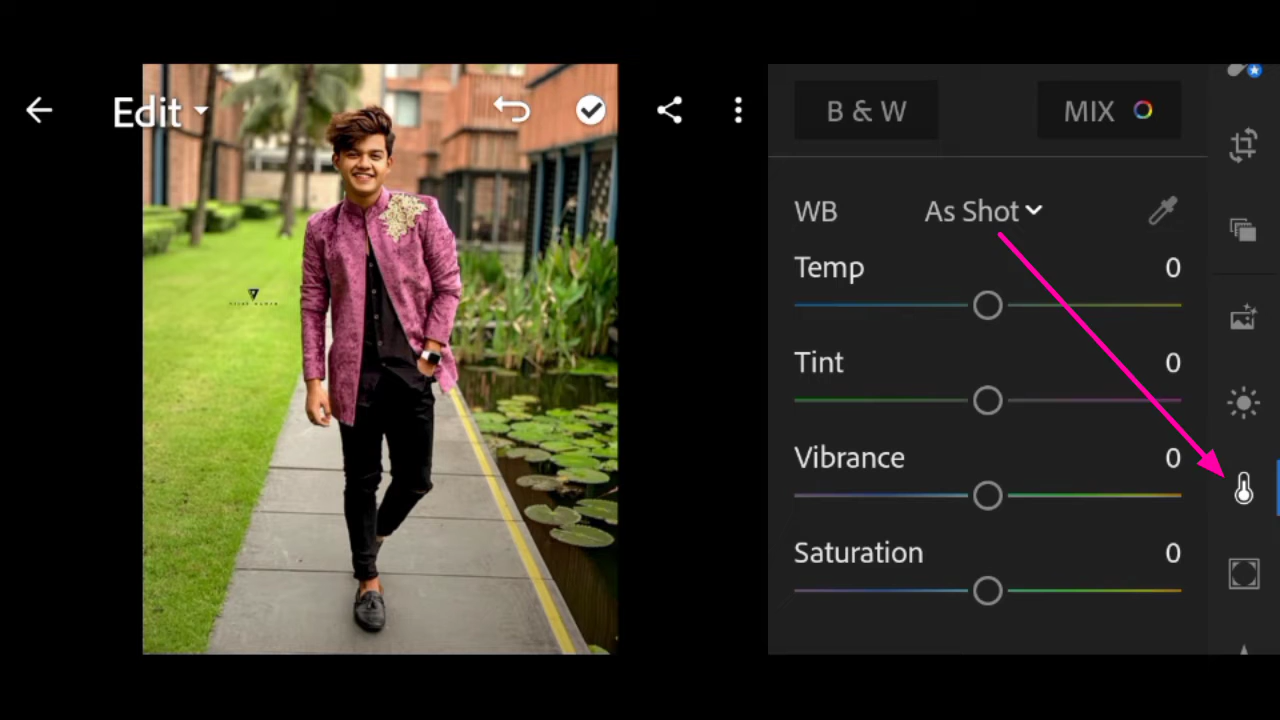 Edit
B & W
MIX
WB
As Shot
Temp
0
Tint
0
Vibrance
0
Saturation
0